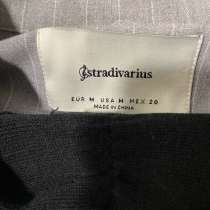 stradivarius
EUR M USA M MEX 28
MADE IN CHINA